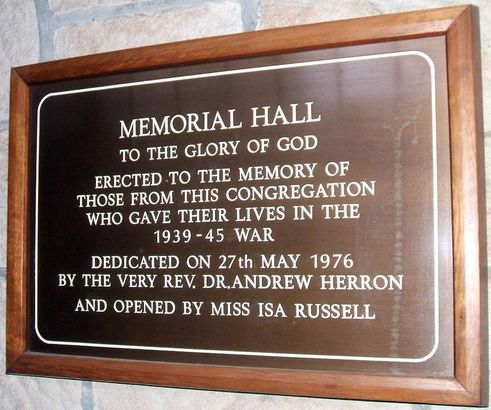 MEMORIAL HALL
TO THE GLORY OF GOD
ERECTED TO THE MEMORY OF
THOSE FROM THIS CONGREGATION
WHO GAVE THEIR LIVES IN THE
1939-45 WAR
DEDICATED ON 27th MAY 1976
BY THE VERY REV. DR.ANDREW HERRON
AND OPENED BY MISS ISA RUSSELL